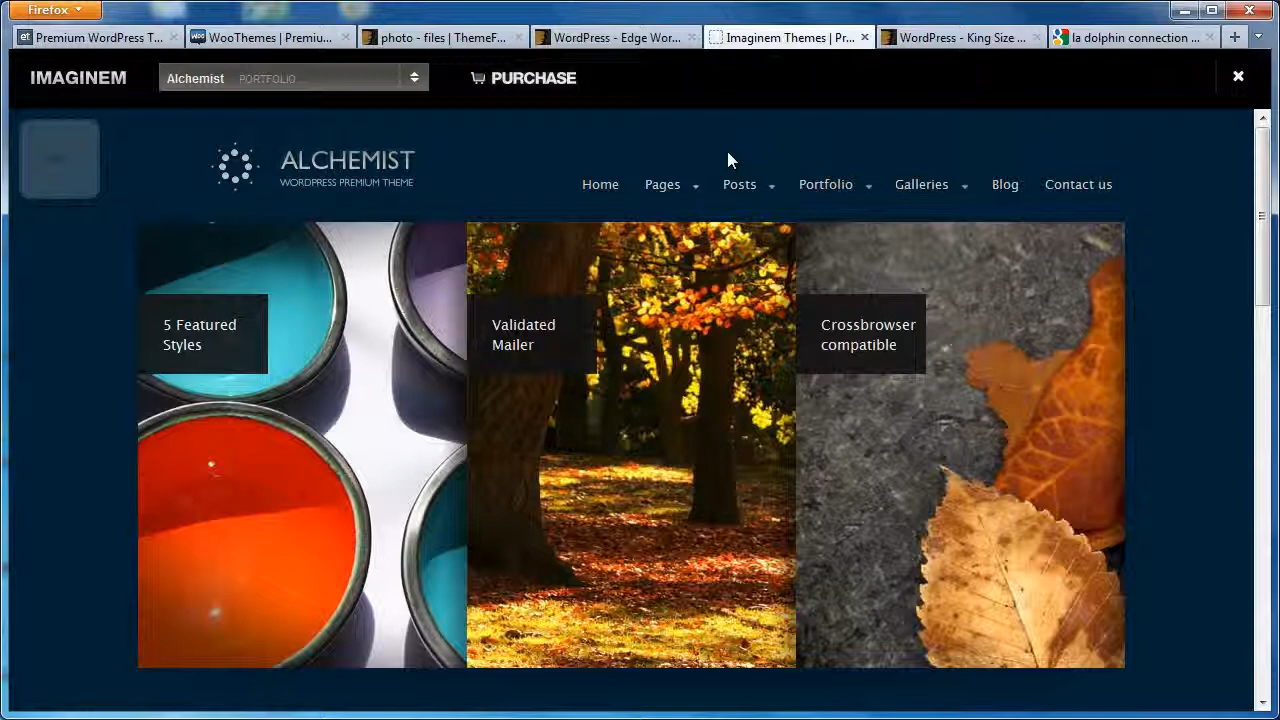 Firefox
Premium WordPress T...
WooThemes | Premiu...
photo - files | ThemeF...
WordPress - Edge Wor...
Imaginem Themes | Pr...
WordPress - King Size ...
la dolphin connection ...
IMAGINEM
Alchemist PORTFOLIO
PURCHASE
ALCHEMIST
WORDPRESS PREMIUM THEME
Home
Pages
Posts
Portfolio
Galleries
Blog
Contact us
5 Featured
Styles
Validated
Mailer
Crossbrowser
compatible